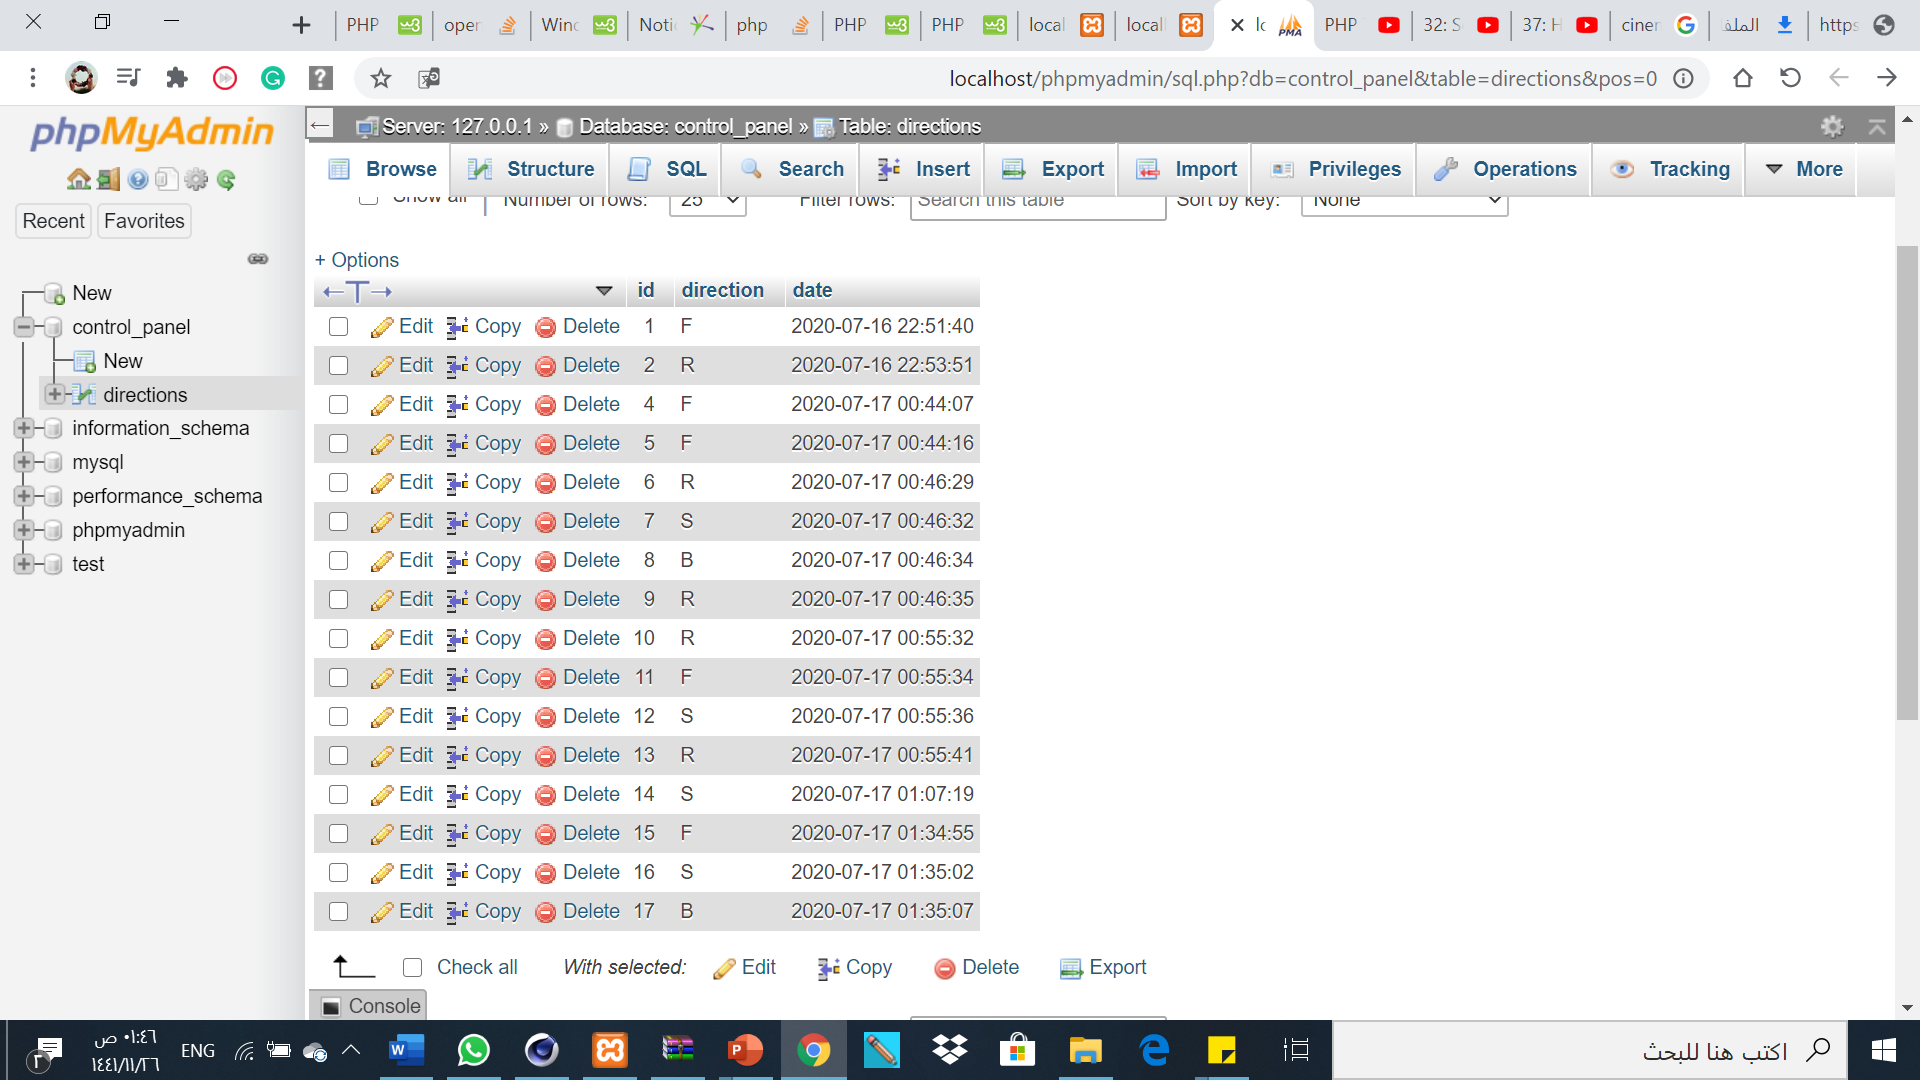 PHP
open
Winc
Notic
php
PHP
PHP
local
locall
lc
PMA
PHP
32: S
37: H
ciner
الملف
https
localhost/phpmyadmin/sql.php?db=control_panel&table=directions&pos=0
phpMyAdmin
Recent Favorites
New
control_panel
New
directions
information_schema
mysql
performance_schema
phpmyadmin
test
Server: 127.0.0.1 » Database: control_panel » Table: directions
Browse Structure SQL Search Insert Export Import Privileges Operations Tracking More
Show all Number of rows: 25 Filter rows: Search this table Sort by key: None
+ Options
←T→ id direction date
Edit Copy Delete 1 F 2020-07-16 22:51:40
Edit Copy Delete 2 R 2020-07-16 22:53:51
Edit Copy Delete 4 F 2020-07-17 00:44:07
Edit Copy Delete 5 F 2020-07-17 00:44:16
Edit Copy Delete 6 R 2020-07-17 00:46:29
Edit Copy Delete 7 S 2020-07-17 00:46:32
Edit Copy Delete 8 B 2020-07-17 00:46:34
Edit Copy Delete 9 R 2020-07-17 00:46:35
Edit Copy Delete 10 R 2020-07-17 00:55:32
Edit Copy Delete 11 F 2020-07-17 00:55:34
Edit Copy Delete 12 S 2020-07-17 00:55:36
Edit Copy Delete 13 R 2020-07-17 00:55:41
Edit Copy Delete 14 S 2020-07-17 01:07:19
Edit Copy Delete 15 F 2020-07-17 01:34:55
Edit Copy Delete 16 S 2020-07-17 01:35:02
Edit Copy Delete 17 B 2020-07-17 01:35:07
Check all With selected: Edit Copy Delete Export
Console
٠١:٤٦ ص
١٤٤١/١١/٢٦
ENG
اكتب هنا للبحث